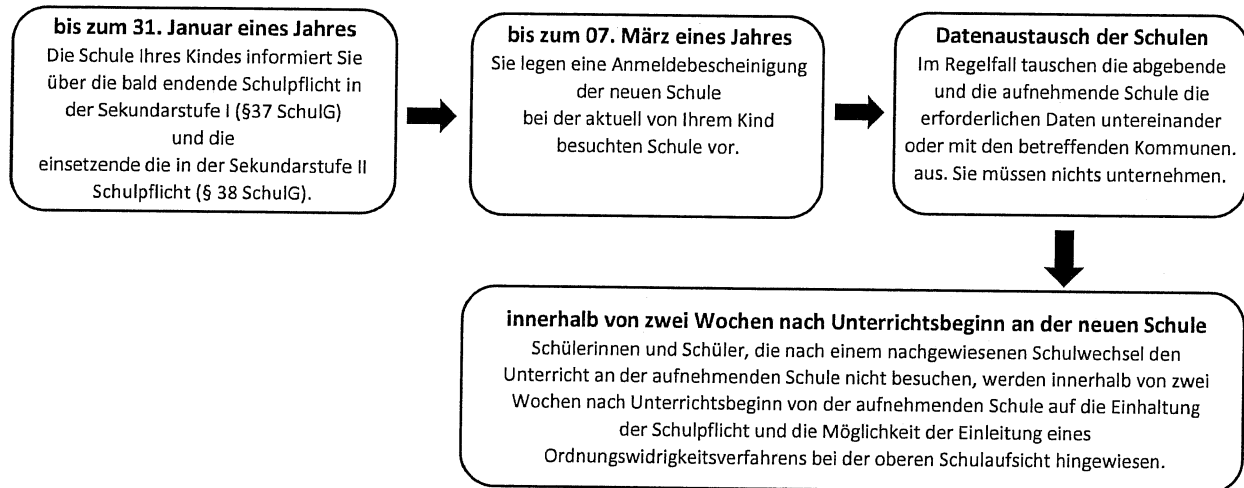 bis zum 31. Januar eines Jahres
Die Schule Ihres Kindes informiert Sie
über die bald endende Schulpflicht in
der Sekundarstufe I (§37 SchulG)
und die
einsetzende die in der Sekundarstufe II
Schulpflicht (§ 38 SchulG).
bis zum 07. März eines Jahres
Sie legen eine Anmeldebescheinigung
der neuen Schule
bei der aktuell von Ihrem Kind
besuchten Schule vor.
Datenaustausch der Schulen
Im Regelfall tauschen die abgebende
und die aufnehmende Schule die
erforderlichen Daten untereinander
oder mit den betreffenden Kommunen.
aus. Sie müssen nichts unternehmen.
innerhalb von zwei Wochen nach Unterrichtsbeginn an der neuen Schule
Schülerinnen und Schüler, die nach einem nachgewiesenen Schulwechsel den
Unterricht an der aufnehmenden Schule nicht besuchen, werden innerhalb von zwei
Wochen nach Unterrichtsbeginn von der aufnehmenden Schule auf die Einhaltung
der Schulpflicht und die Möglichkeit der Einleitung eines
Ordnungswidrigkeitsverfahrens bei der oberen Schulaufsicht hingewiesen.